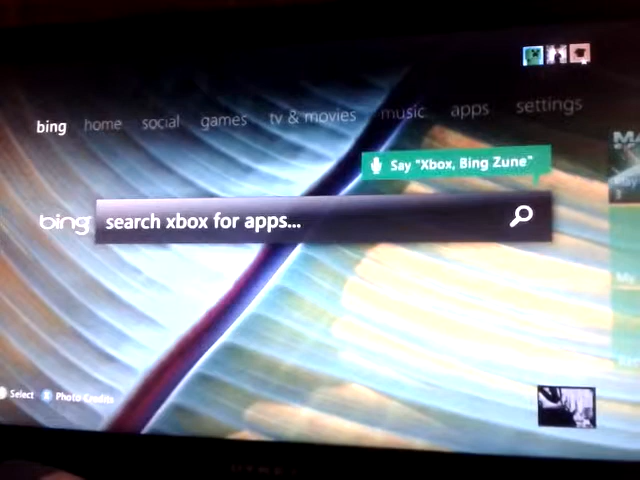 bing home social games tv & movies music apps settings
Say "Xbox, Bing Zune"
bing search xbox for apps...
Select X Photo Credits